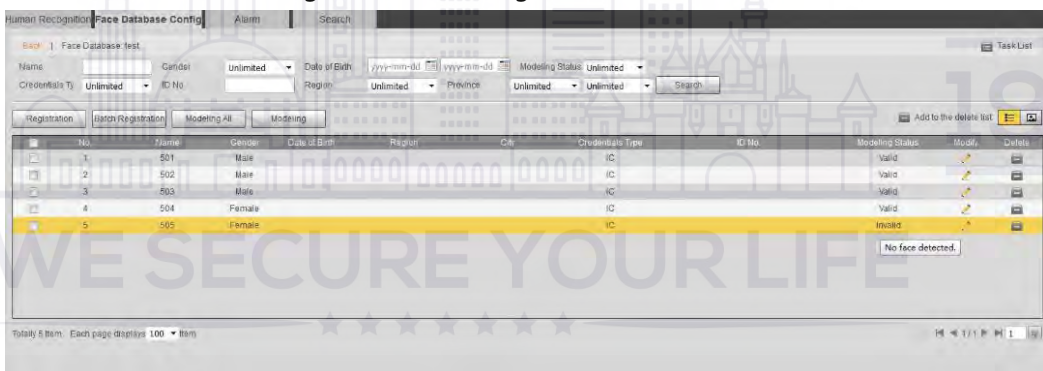 Human Recognition Face Database Config Alarm Search
Back | Face Database:test Task List
Name Gender Unlimited Date of Birth yyyy-mm-dd yyyy-mm-dd Modeling Status Unlimited
Credentials Ty Unlimited ID No. Region Unlimited Province Unlimited Unlimited Search
Registration Batch Registration Modeling All Modeling Add to the delete list
No. Name Gender Date of Birth Region City Credentials Type ID No. Modeling Status Modify Delete
1 501 Male IC Valid
2 502 Male IC Valid
3 503 Male IC Valid
4 504 Female IC Valid
5 505 Female IC Invalid
No face detected.
WE SECURE YOUR LIFE
Totally 5 Item Each page displays 100 Item 1/1 1